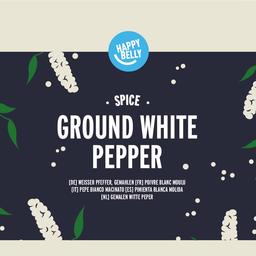 HAPPY
BELLY
· SPICE ·
GROUND WHITE
PEPPER
[DE] WEISSER PFEFFER, GEMAHLEN [FR] POIVRE BLANC MOULU
[IT] PEPE BIANCO MACINATO [ES] PIMIENTA BLANCA MOLIDA
[NL] GEMALEN WITTE PEPER